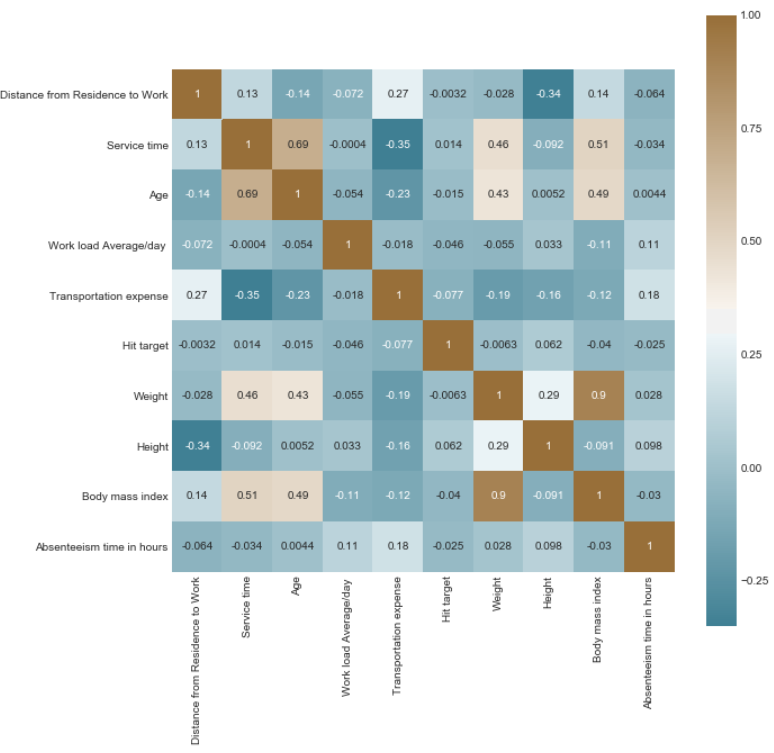 1.00
Distance from Residence to Work 1 0.13 -0.14 -0.072 0.27 -0.0032 -0.028 -0.34 0.14 -0.064
0.75
Service time 0.13 1 0.69 -0.0004 -0.35 0.014 0.46 -0.092 0.51 -0.034
Age -0.14 0.69 1 -0.054 -0.23 -0.015 0.43 0.0052 0.49 0.0044
0.50
Work load Average/day -0.072 -0.0004 -0.054 1 -0.018 -0.046 -0.055 0.033 -0.11 0.11
Transportation expense 0.27 -0.35 -0.23 -0.018 1 -0.077 -0.19 -0.16 -0.12 0.18
Hit target -0.0032 0.014 -0.015 -0.046 -0.077 1 -0.0063 0.062 -0.04 -0.025
0.25
Weight -0.028 0.46 0.43 -0.055 -0.19 -0.0063 1 0.29 0.9 0.028
Height -0.34 -0.092 0.0052 0.033 -0.16 0.062 0.29 1 -0.091 0.098
0.00
Body mass index 0.14 0.51 0.49 -0.11 -0.12 -0.04 0.9 -0.091 1 -0.03
Absenteeism time in hours -0.064 -0.034 0.0044 0.11 0.18 -0.025 0.028 0.098 -0.03 1
−0.25
Distance from Residence to Work
Service time
Age
Work load Average/day
Transportation expense
Hit target
Weight
Height
Body mass index
Absenteeism time in hours